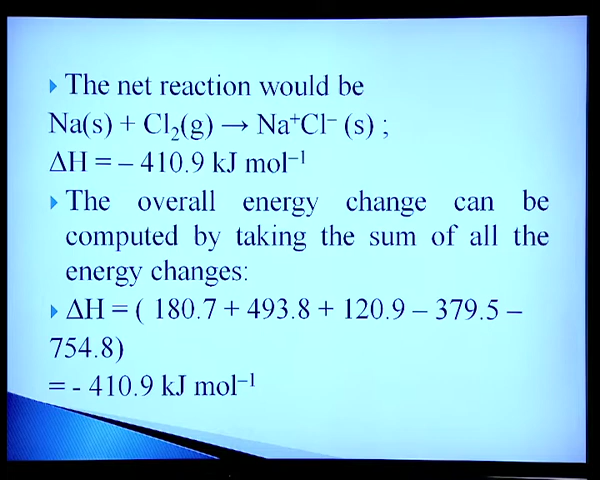 The net reaction would be
Na(s) + Cl₂(g) → Na⁺Cl⁻ (s) ;
ΔH = – 410.9 kJ mol⁻¹
The overall energy change can be
computed by taking the sum of all the
energy changes:
ΔH = ( 180.7 + 493.8 + 120.9 – 379.5 –
754.8)
= - 410.9 kJ mol⁻¹